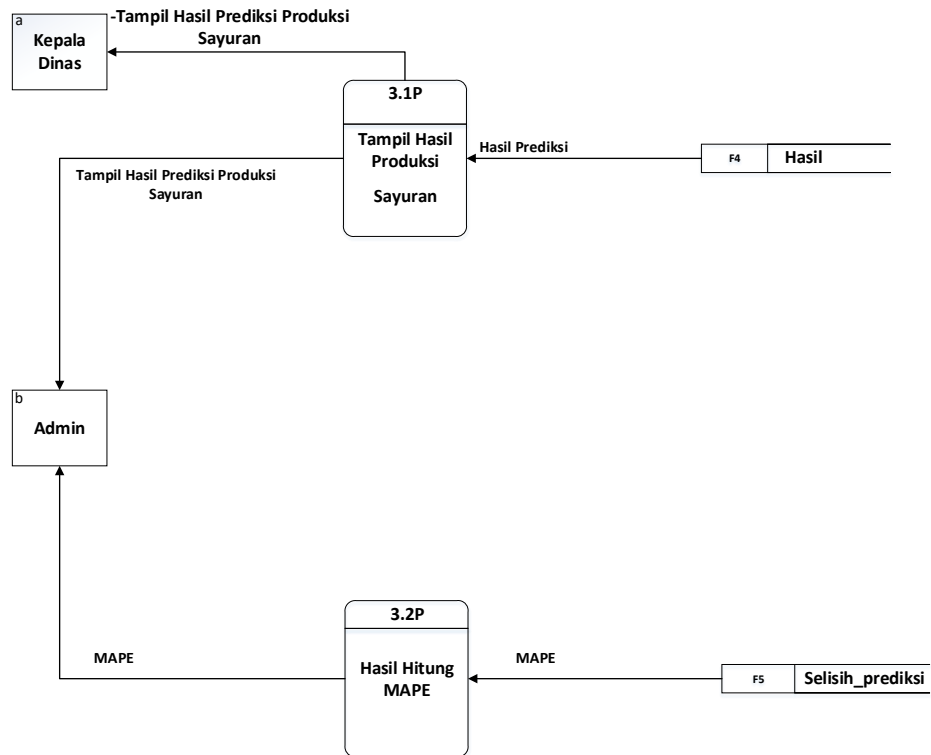 a
Kepala
Dinas
-Tampil Hasil Prediksi Produksi
Sayuran
3.1P
Tampil Hasil
Produksi
Sayuran
Hasil Prediksi
F4
Hasil
Tampil Hasil Prediksi Produksi
Sayuran
b
Admin
3.2P
Hasil Hitung
MAPE
MAPE
MAPE
F5
Selisih_prediksi